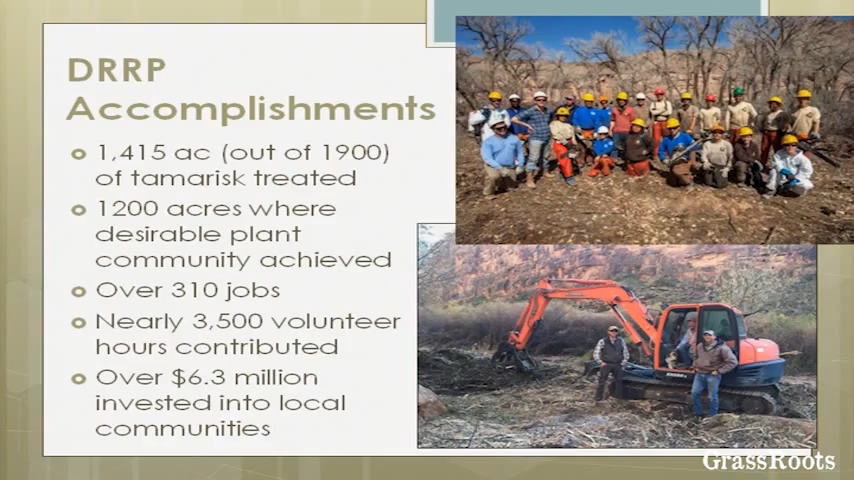 DRRP
Accomplishments
1,415 ac (out of 1900)
of tamarisk treated
1200 acres where
desirable plant
community achieved
Over 310 jobs
Nearly 3,500 volunteer
hours contributed
Over $6.3 million
invested into local
communities
GrassRoots